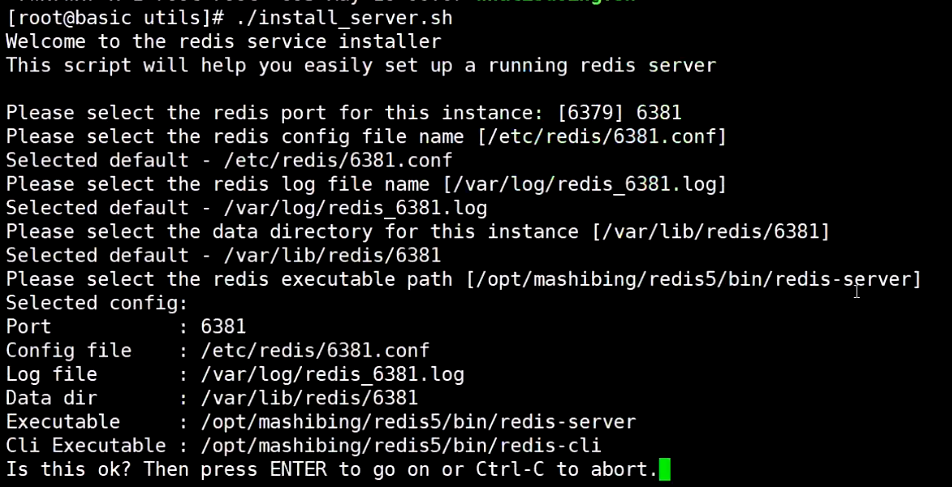 [root@basic utils]# ./install_server.sh
Welcome to the redis service installer
This script will help you easily set up a running redis server
Please select the redis port for this instance: [6379] 6381
Please select the redis config file name [/etc/redis/6381.conf]
Selected default - /etc/redis/6381.conf
Please select the redis log file name [/var/log/redis_6381.log]
Selected default - /var/log/redis_6381.log
Please select the data directory for this instance [/var/lib/redis/6381]
Selected default - /var/lib/redis/6381
Please select the redis executable path [/opt/mashibing/redis5/bin/redis-server]
Selected config:
Port           : 6381
Config file    : /etc/redis/6381.conf
Log file       : /var/log/redis_6381.log
Data dir       : /var/lib/redis/6381
Executable     : /opt/mashibing/redis5/bin/redis-server
Cli Executable : /opt/mashibing/redis5/bin/redis-cli
Is this ok? Then press ENTER to go on or Ctrl-C to abort.